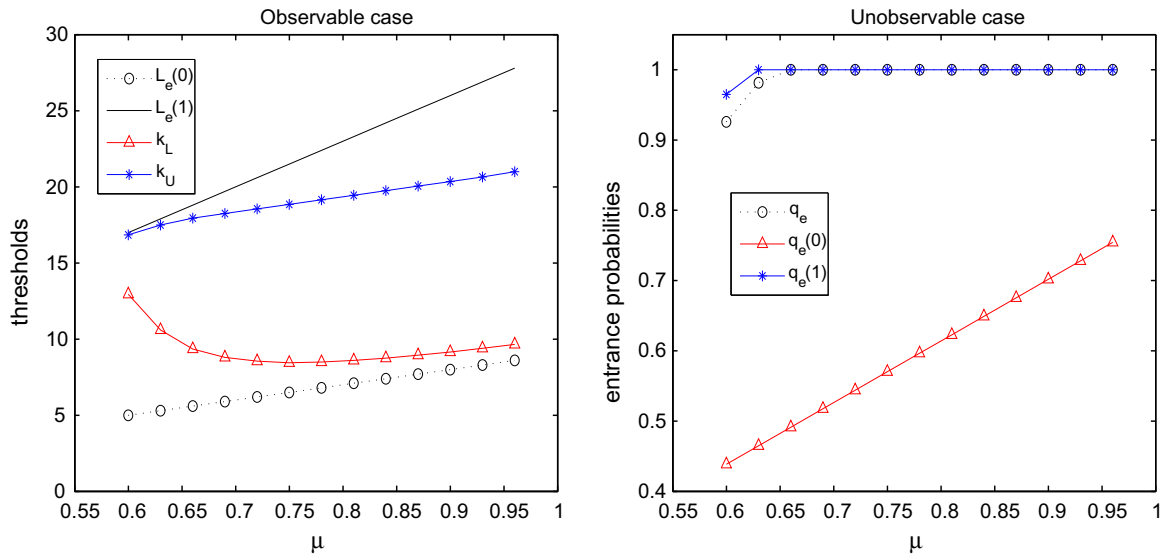 Observable case
30
25
20
15
10
5
0
thresholds
L_e(0)
L_e(1)
k_L
k_U
0.55 0.6 0.65 0.7 0.75 0.8 0.85 0.9 0.95 1
μ
Unobservable case
1
0.9
0.8
0.7
0.6
0.5
0.4
entrance probabilities
q_e
q_e(0)
q_e(1)
0.55 0.6 0.65 0.7 0.75 0.8 0.85 0.9 0.95 1
μ